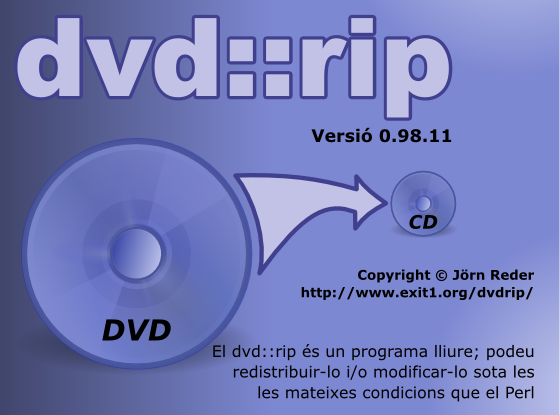 dvd::rip
Versió 0.98.11
CD
Copyright © Jörn Reder
http://www.exit1.org/dvdrip/
DVD
El dvd::rip és un programa lliure; podeu
redistribuir-lo i/o modificar-lo sota les
les mateixes condicions que el Perl